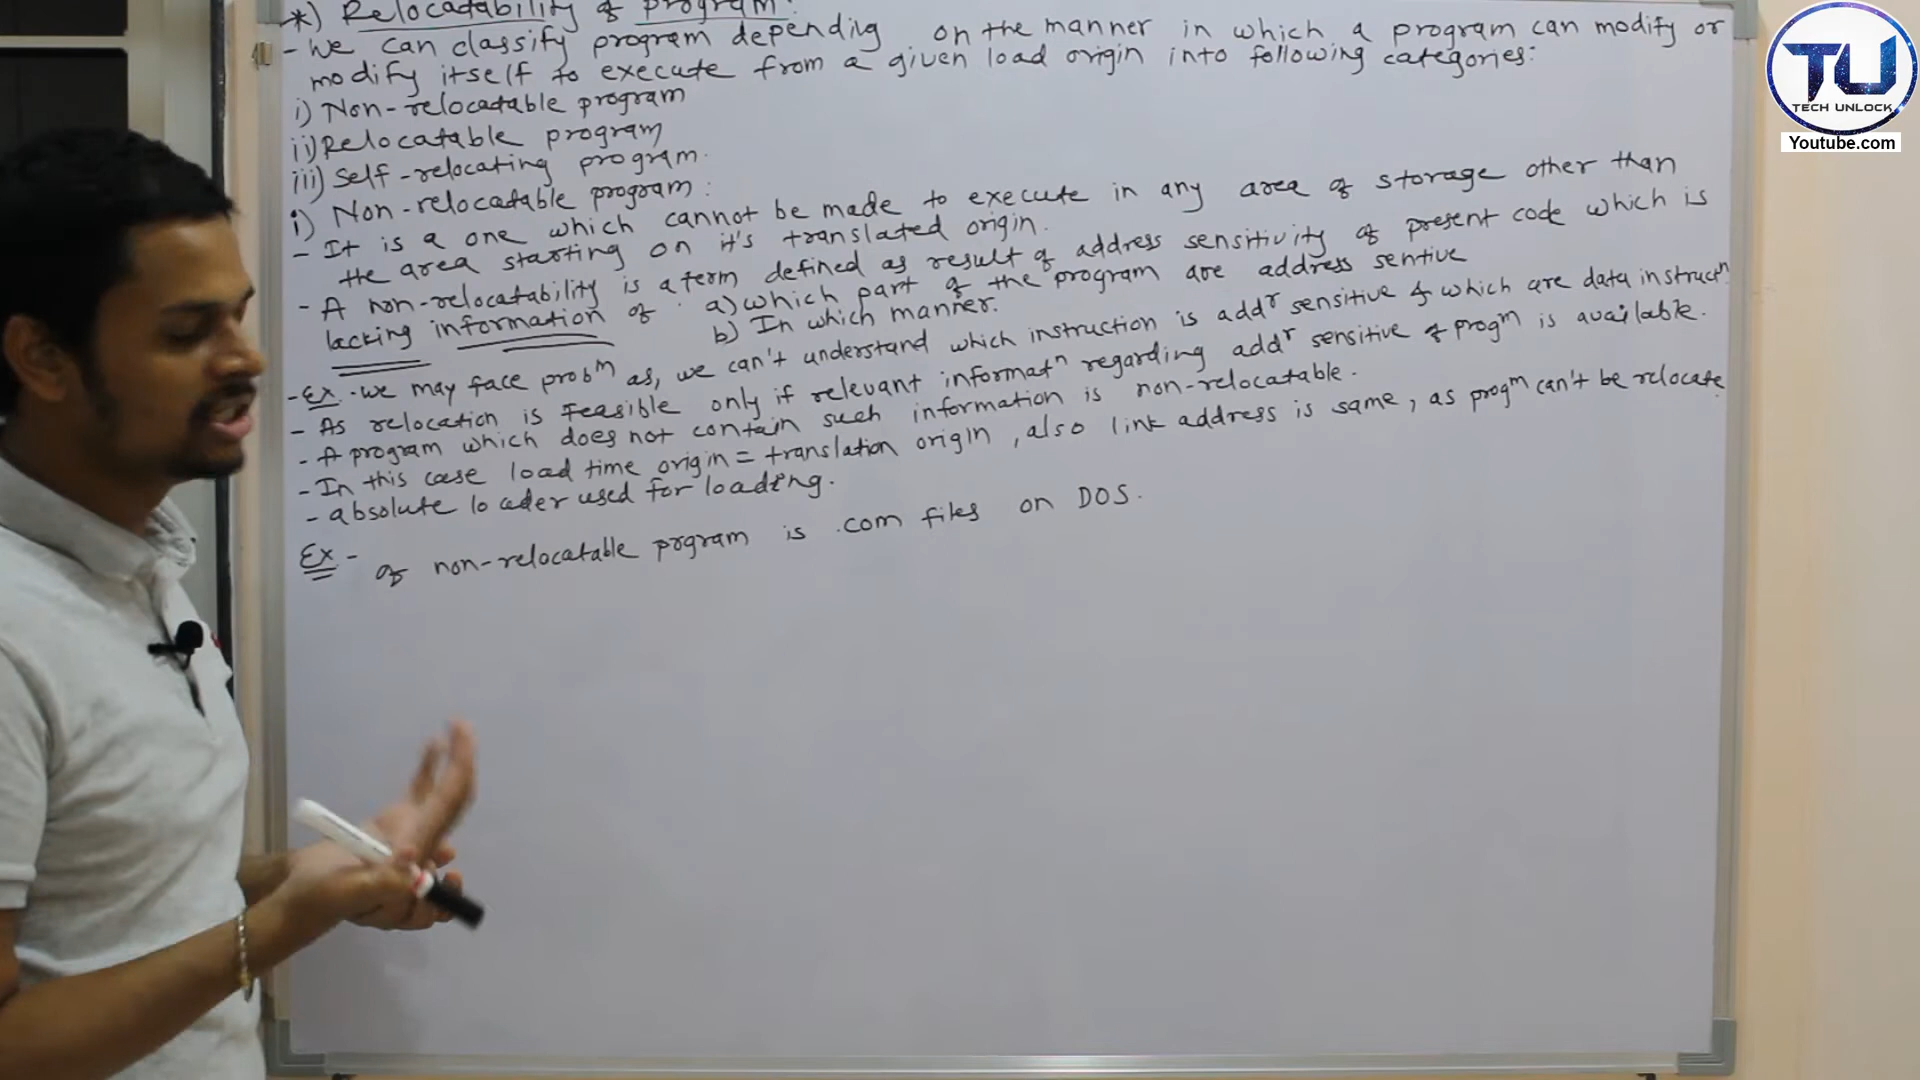 *) Relocatability of program:
- We can classify program depending on the manner in which a program can modify or
modify itself to execute from a given load origin into following categories:
i) Non-relocatable program
ii) Relocatable program
iii) Self-relocating program.
i) Non-relocatable program:
- It is a one which cannot be made to execute in any area of storage other than
the area starting on it's translated origin.
- A non-relocatability is a term defined as result of address sensitivity of present code which is
lacking information of a) which part of the program are address sentive
b) In which manner.
- Ex. - we may face probm as, we can't understand which instruction is addr sensitive & which are data instructn
- As relocation is feasible only if relevant informatn regarding addr sensitive of progm is available.
- A program which does not contain such information is non-relocatable.
- In this case load time origin = translation origin, also link address is same, as progm can't be relocate
- absolute loader used for loading.
Ex - of non-relocatable prgram is .com files on DOS.
TU
TECH UNLOCK
Youtube.com